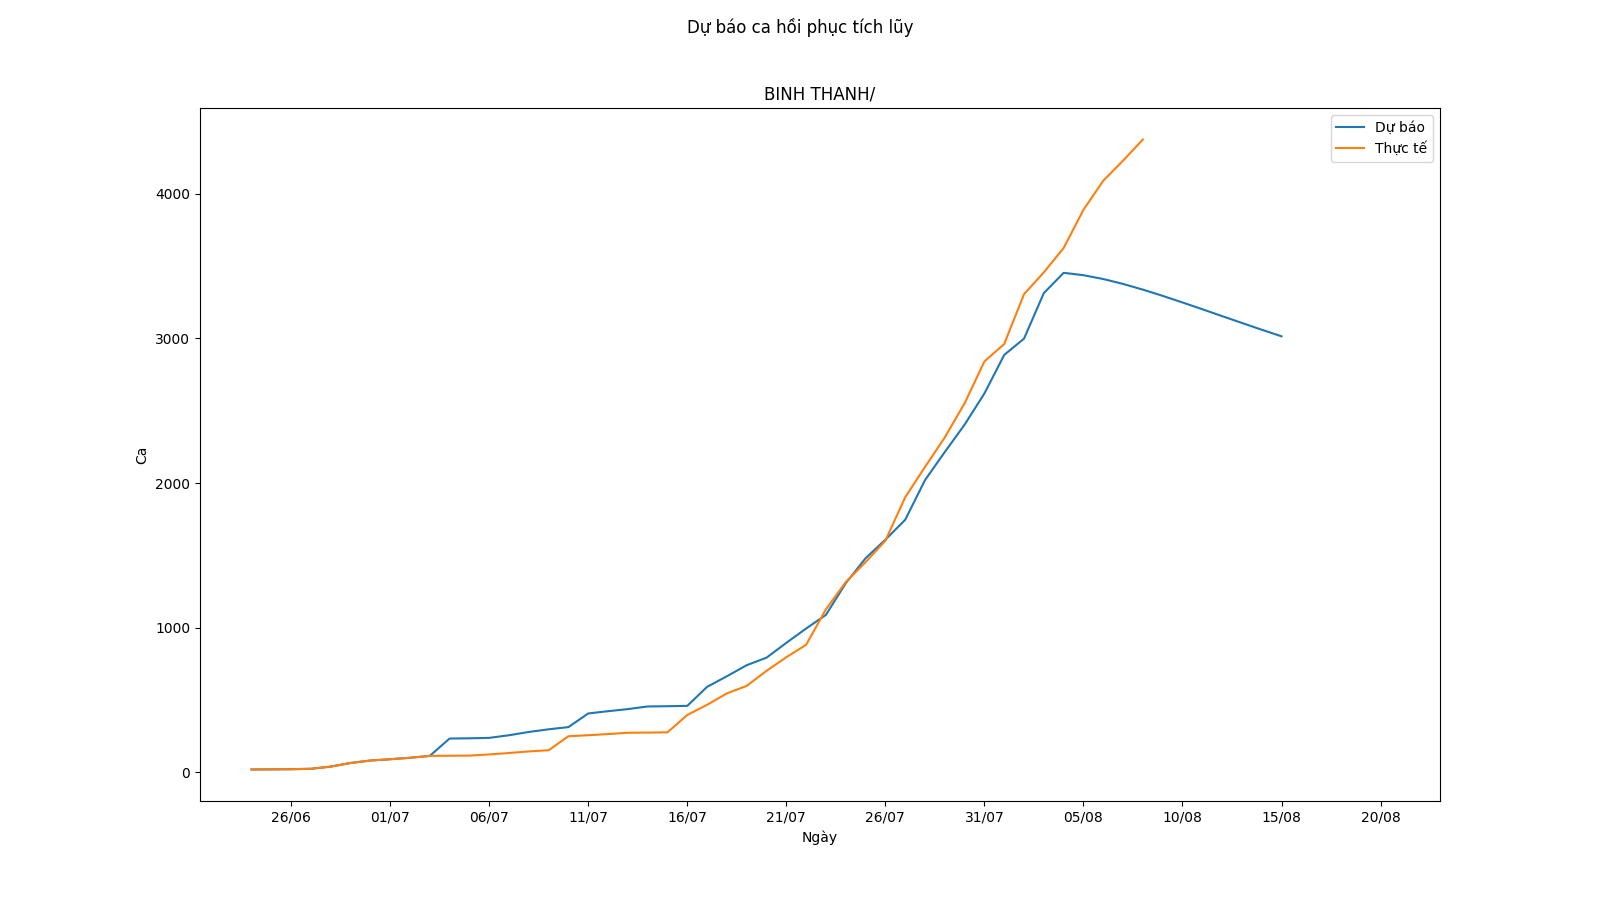 Dự báo ca hồi phục tích lũy
BINH THANH/
Dự báo
Thực tế
4000
3000
2000
1000
0
Ca
26/06 01/07 06/07 11/07 16/07 21/07 26/07 31/07 05/08 10/08 15/08 20/08
Ngày